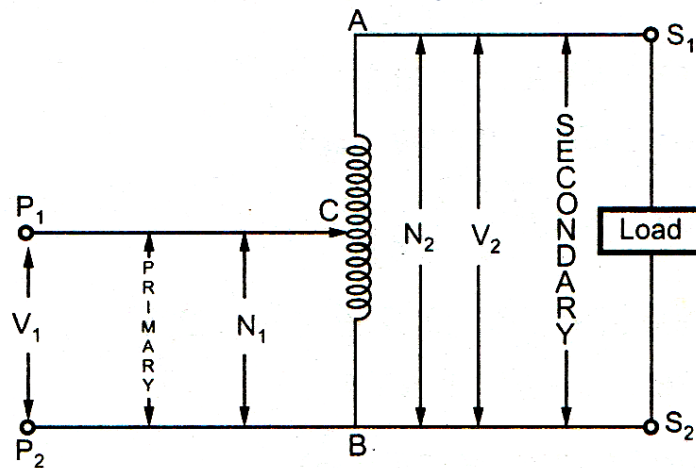 A
S₁
P₁
C
N₂
V₂
SECONDARY
Load
V₁
PRIMARY
N₁
P₂
B
S₂